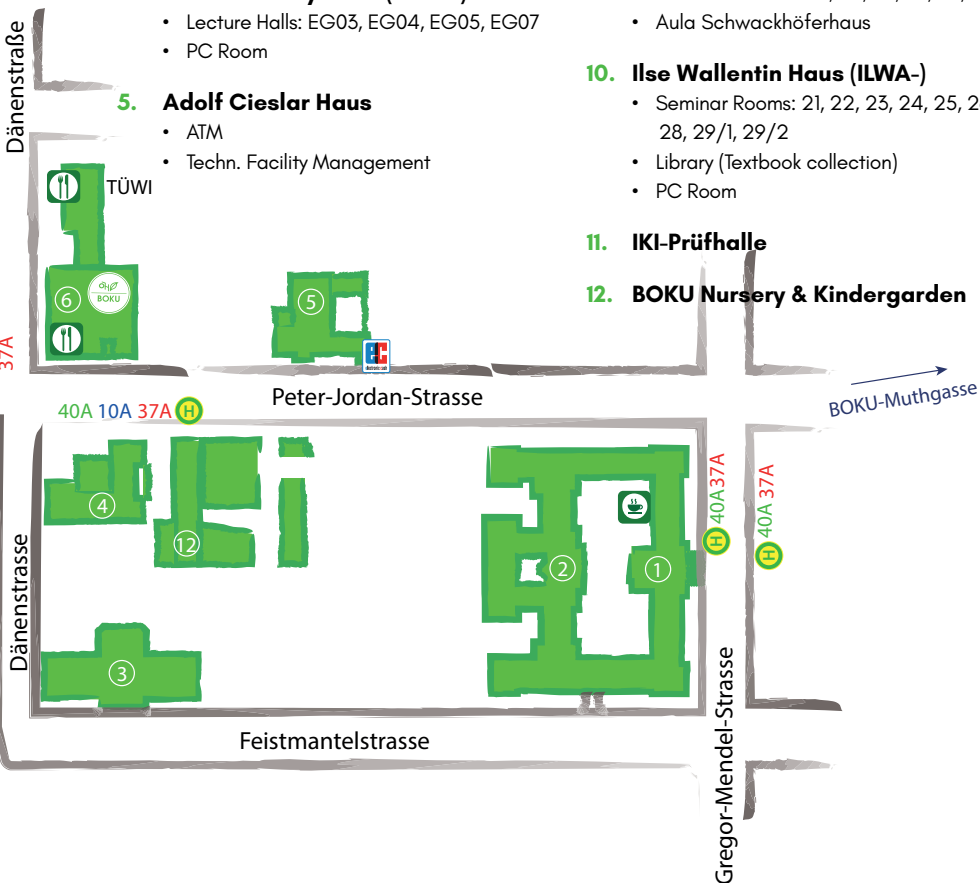 • Lecture Halls: EG03, EG04, EG05, EG07
• PC Room
5. Adolf Cieslar Haus
• ATM
• Techn. Facility Management
• Aula Schwackhöferhaus
10. Ilse Wallentin Haus (ILWA-)
• Seminar Rooms: 21, 22, 23, 24, 25, 2
28, 29/1, 29/2
• Library (Textbook collection)
• PC Room
11. IKI-Prüfhalle
12. BOKU Nursery & Kindergarden
Dänenstraße
TÜWI
6
BOKU
5
ec
37A
Peter-Jordan-Strasse
BOKU-Muthgasse
40A 10A 37A H
4
12
2
1
3
H 40A 37A
H 40A 37A
Dänenstrasse
Feistmantelstrasse
Gregor-Mendel-Strasse